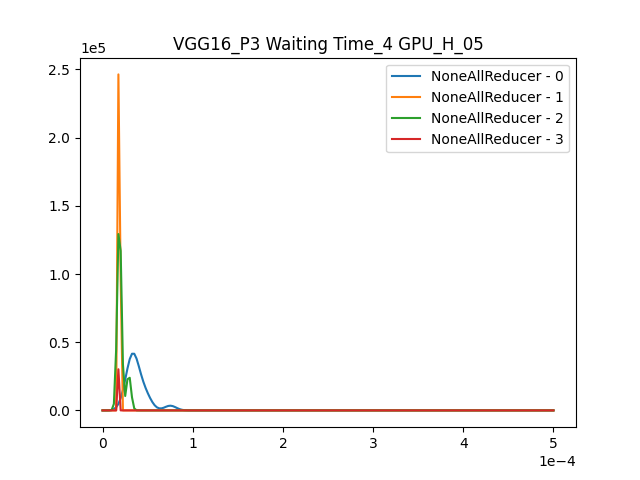 VGG16_P3 Waiting Time_4 GPU_H_05
1e5
NoneAllReducer - 0
NoneAllReducer - 1
NoneAllReducer - 2
NoneAllReducer - 3
2.5
2.0
1.5
1.0
0.5
0.0
0 1 2 3 4 5
1e−4